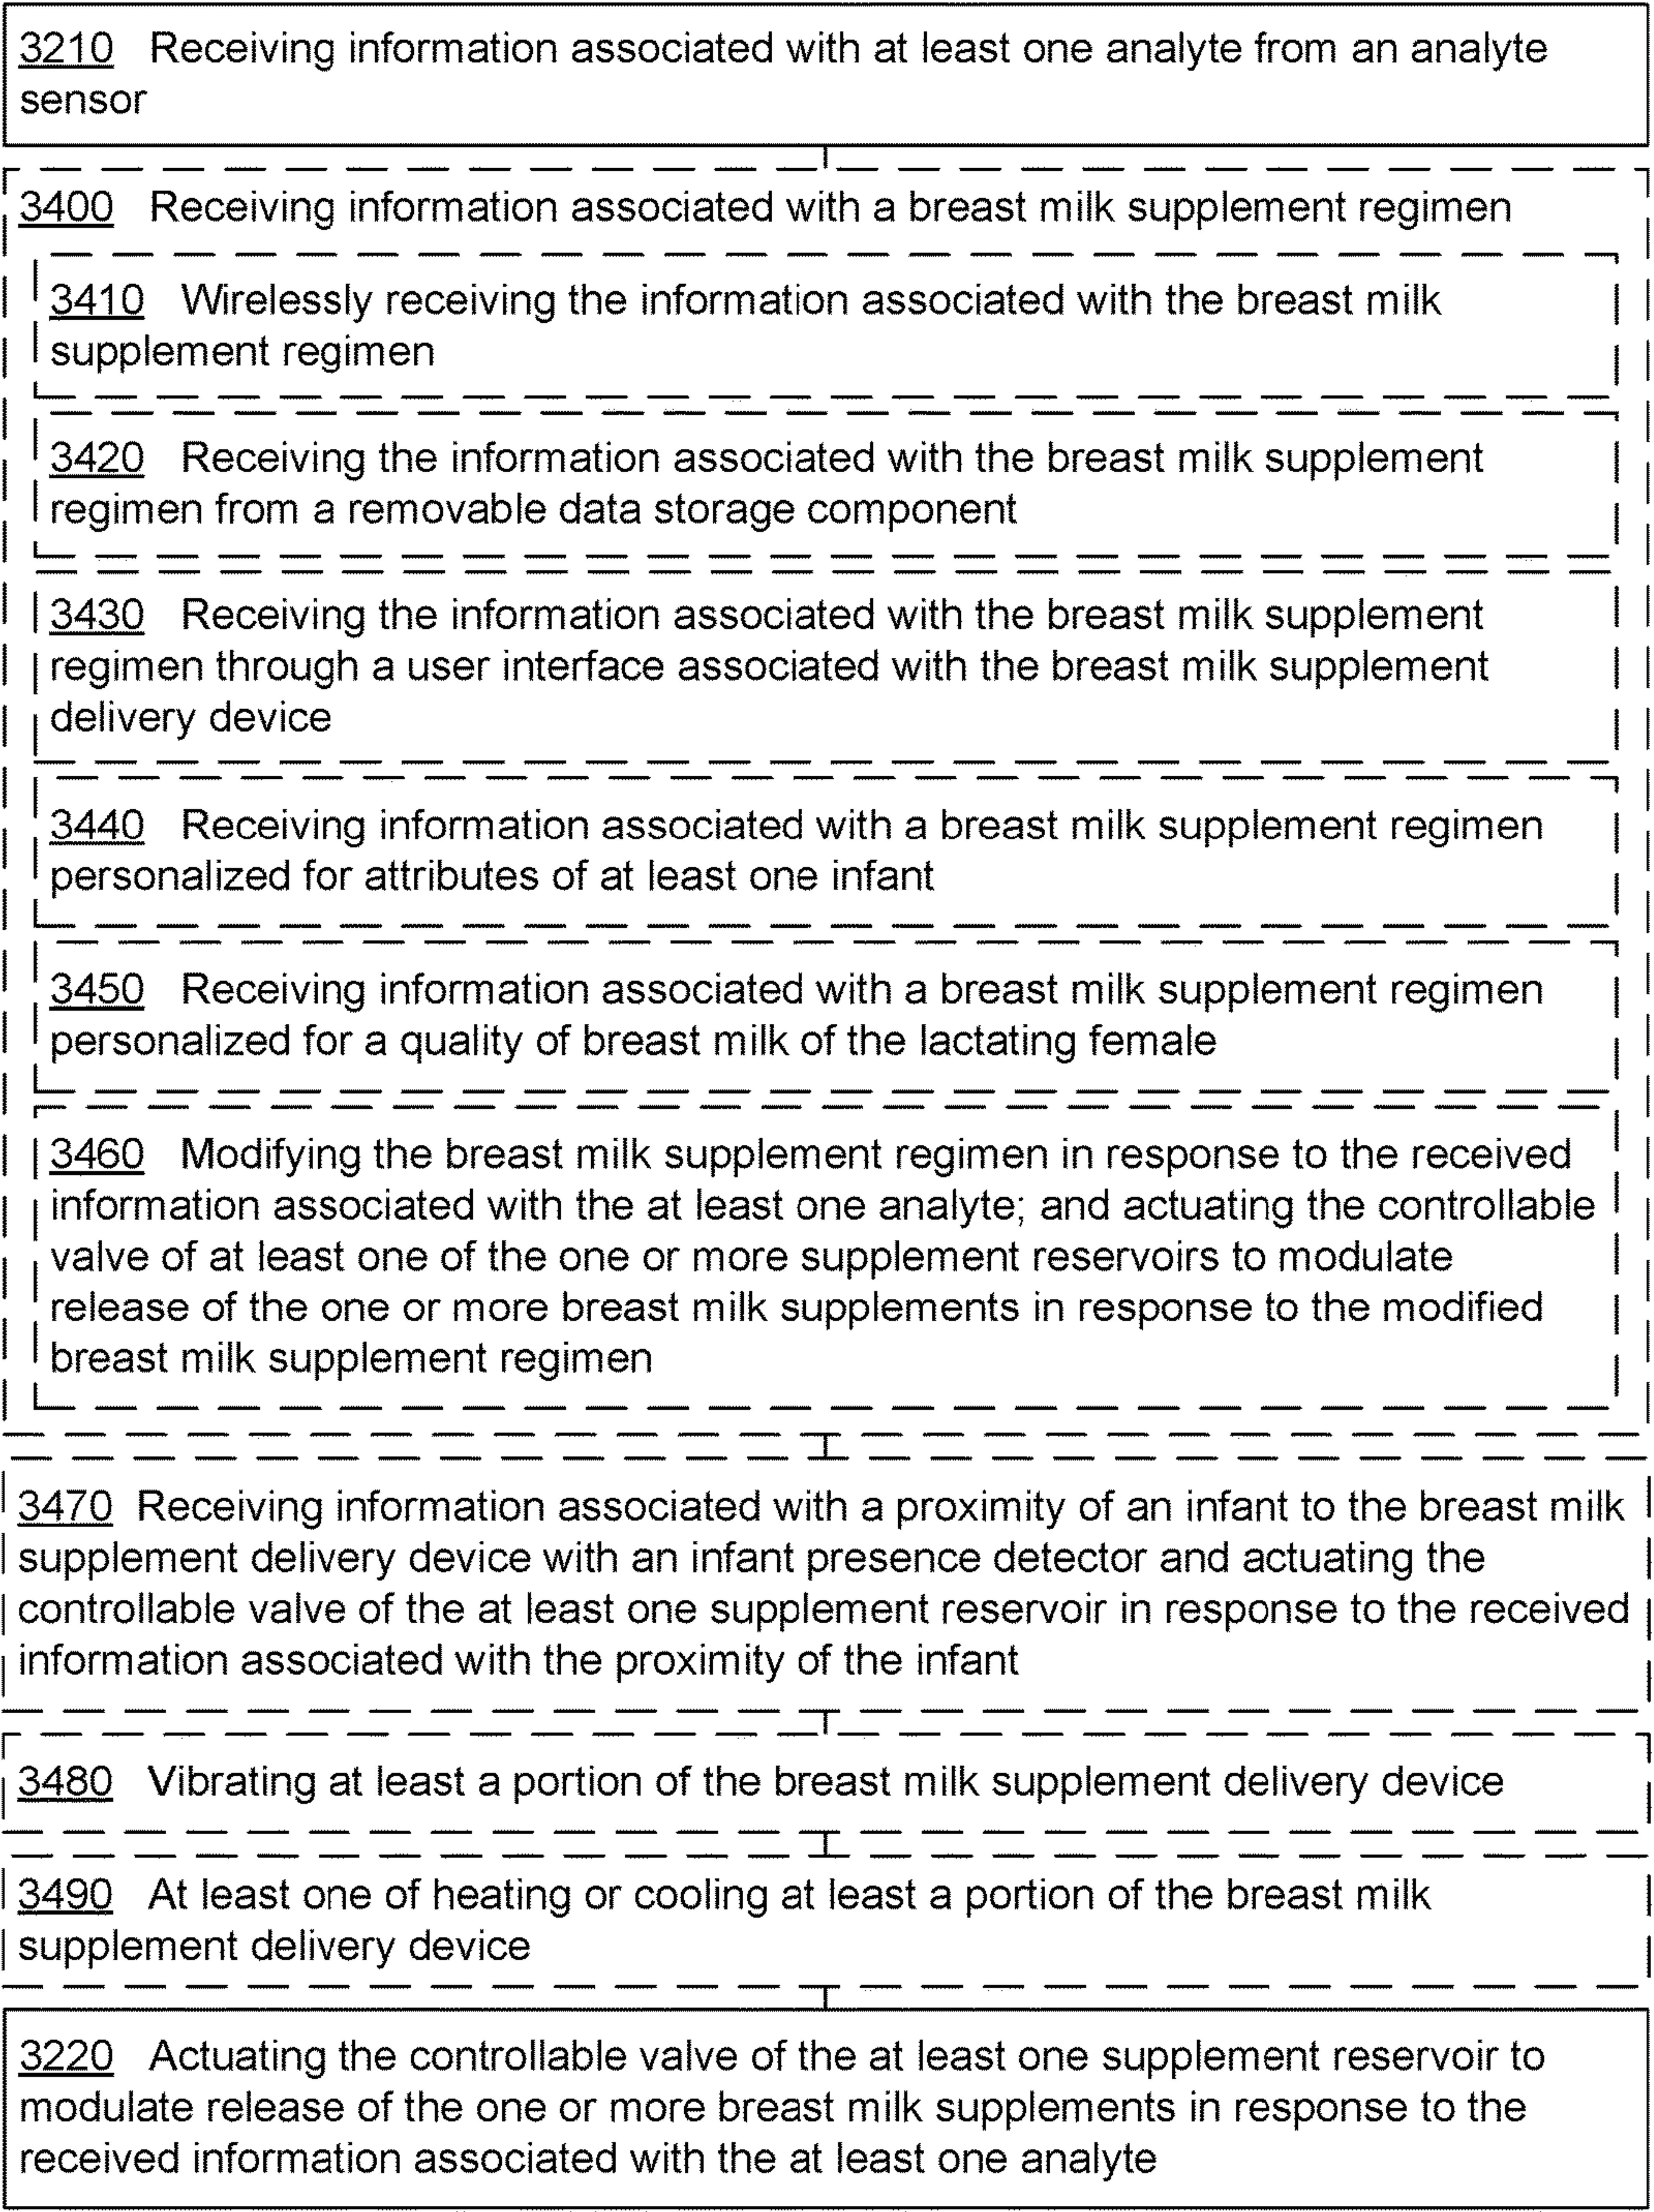 3210 Receiving information associated with at least one analyte from an analyte
sensor
3400 Receiving information associated with a breast milk supplement regimen
3410 Wirelessly receiving the information associated with the breast milk
supplement regimen
3420 Receiving the information associated with the breast milk supplement
regimen from a removable data storage component
3430 Receiving the information associated with the breast milk supplement
regimen through a user interface associated with the breast milk supplement
delivery device
3440 Receiving information associated with a breast milk supplement regimen
personalized for attributes of at least one infant
3450 Receiving information associated with a breast milk supplement regimen
personalized for a quality of breast milk of the lactating female
3460 Modifying the breast milk supplement regimen in response to the received
information associated with the at least one analyte; and actuating the controllable
valve of at least one of the one or more supplement reservoirs to modulate
release of the one or more breast milk supplements in response to the modified
breast milk supplement regimen
3470 Receiving information associated with a proximity of an infant to the breast milk
supplement delivery device with an infant presence detector and actuating the
controllable valve of the at least one supplement reservoir in response to the received
information associated with the proximity of the infant
3480 Vibrating at least a portion of the breast milk supplement delivery device
3490 At least one of heating or cooling at least a portion of the breast milk
supplement delivery device
3220 Actuating the controllable valve of the at least one supplement reservoir to
modulate release of the one or more breast milk supplements in response to the
received information associated with the at least one analyte